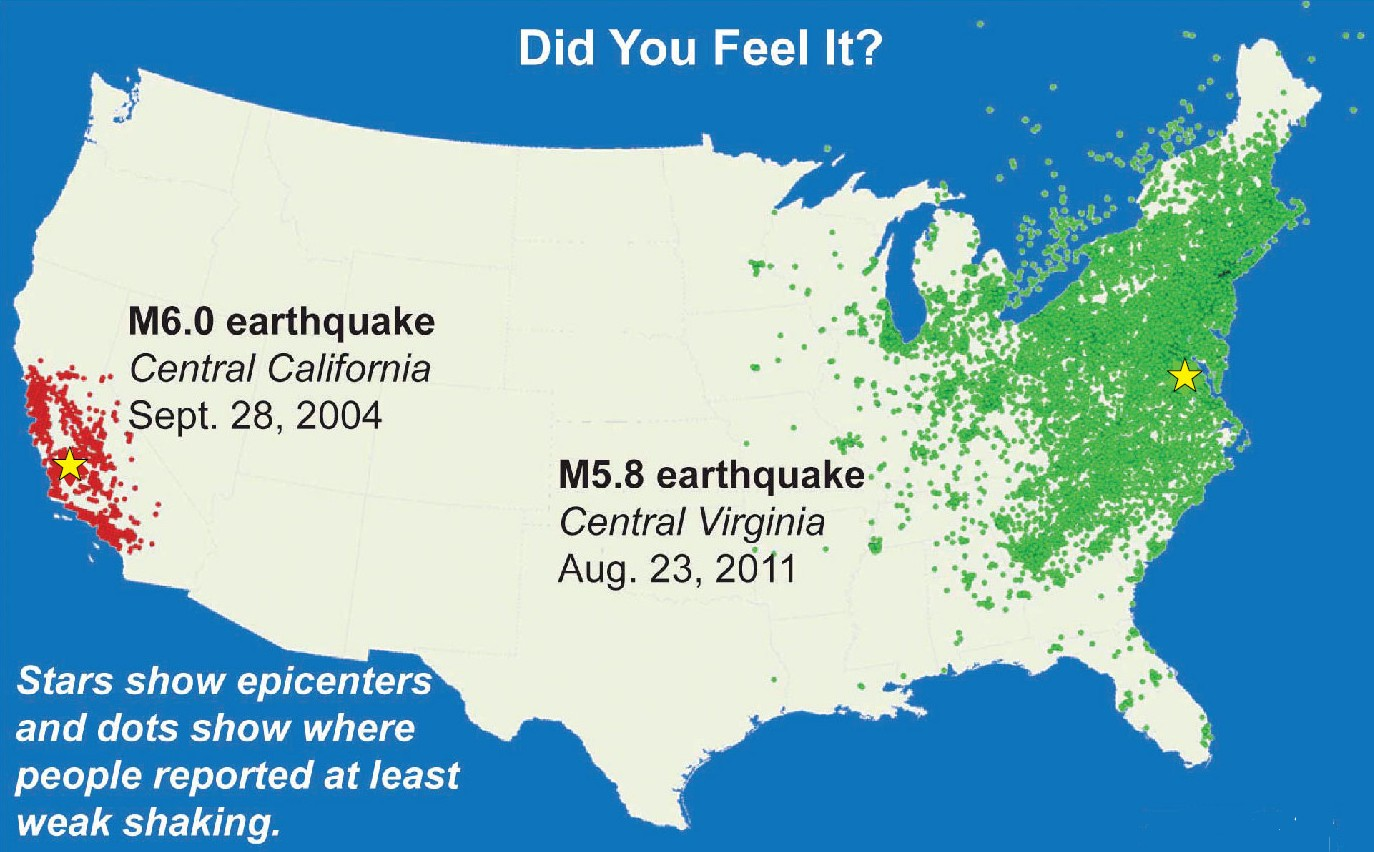 Did You Feel It?
M6.0 earthquake
Central California
Sept. 28, 2004
M5.8 earthquake
Central Virginia
Aug. 23, 2011
Stars show epicenters
and dots show where
people reported at least
weak shaking.